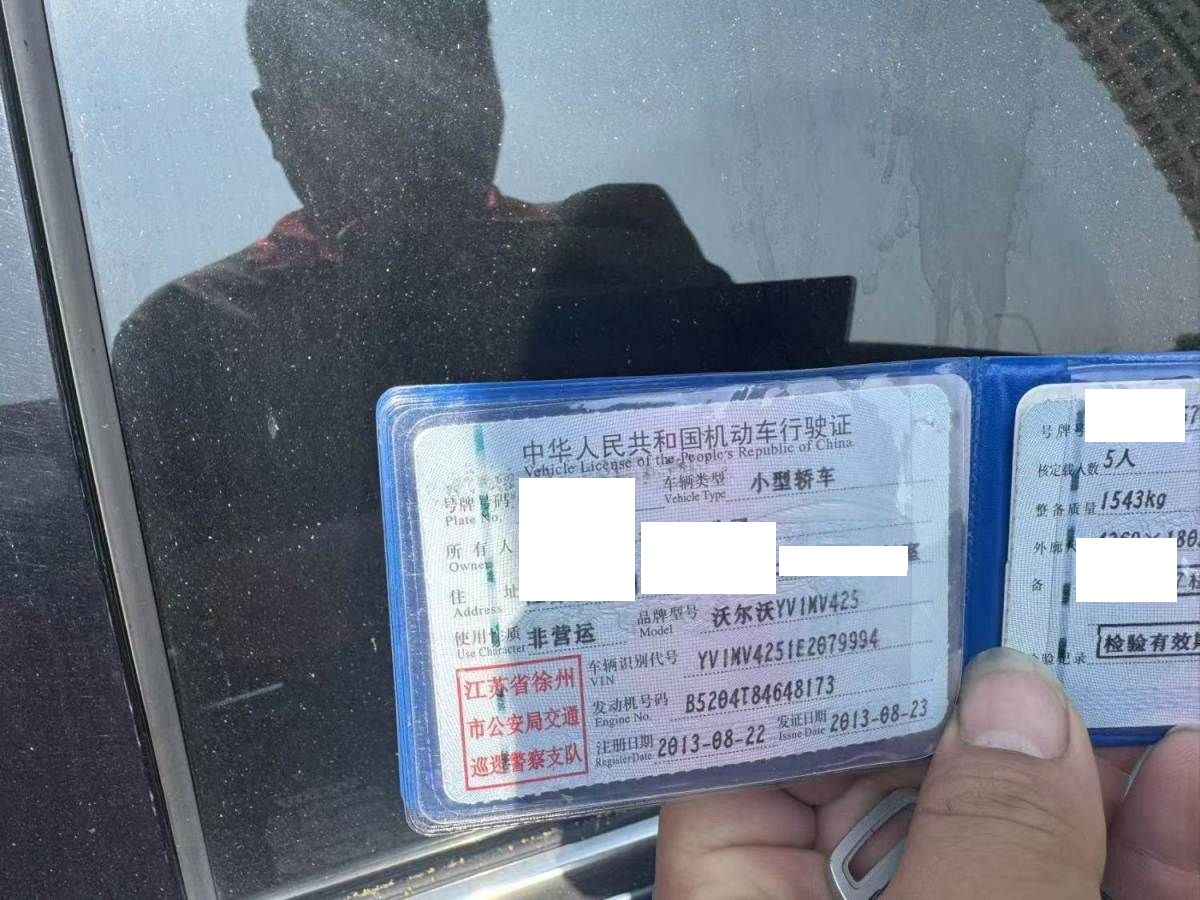 中华人民共和国机动车行驶证
Vehicle License of the People's Republic of China
号牌号码
Plate No.
车辆类型 小型轿车
Vehicle Type
所有人
Owner
住址
Address
使用性质 非营运
Use Character
品牌型号 沃尔沃YV1MV425
Model
车辆识别代号 YV1MV4251E2079994
VIN
发动机号码 B5204T84648173
Engine No.
注册日期 2013-08-22
Register Date
发证日期 2013-08-23
Issue Date
江苏省徐州
市公安局交通
巡逻警察支队
号牌
核定载人数 5人
整备质量 1543kg
外廓
备
检验有效